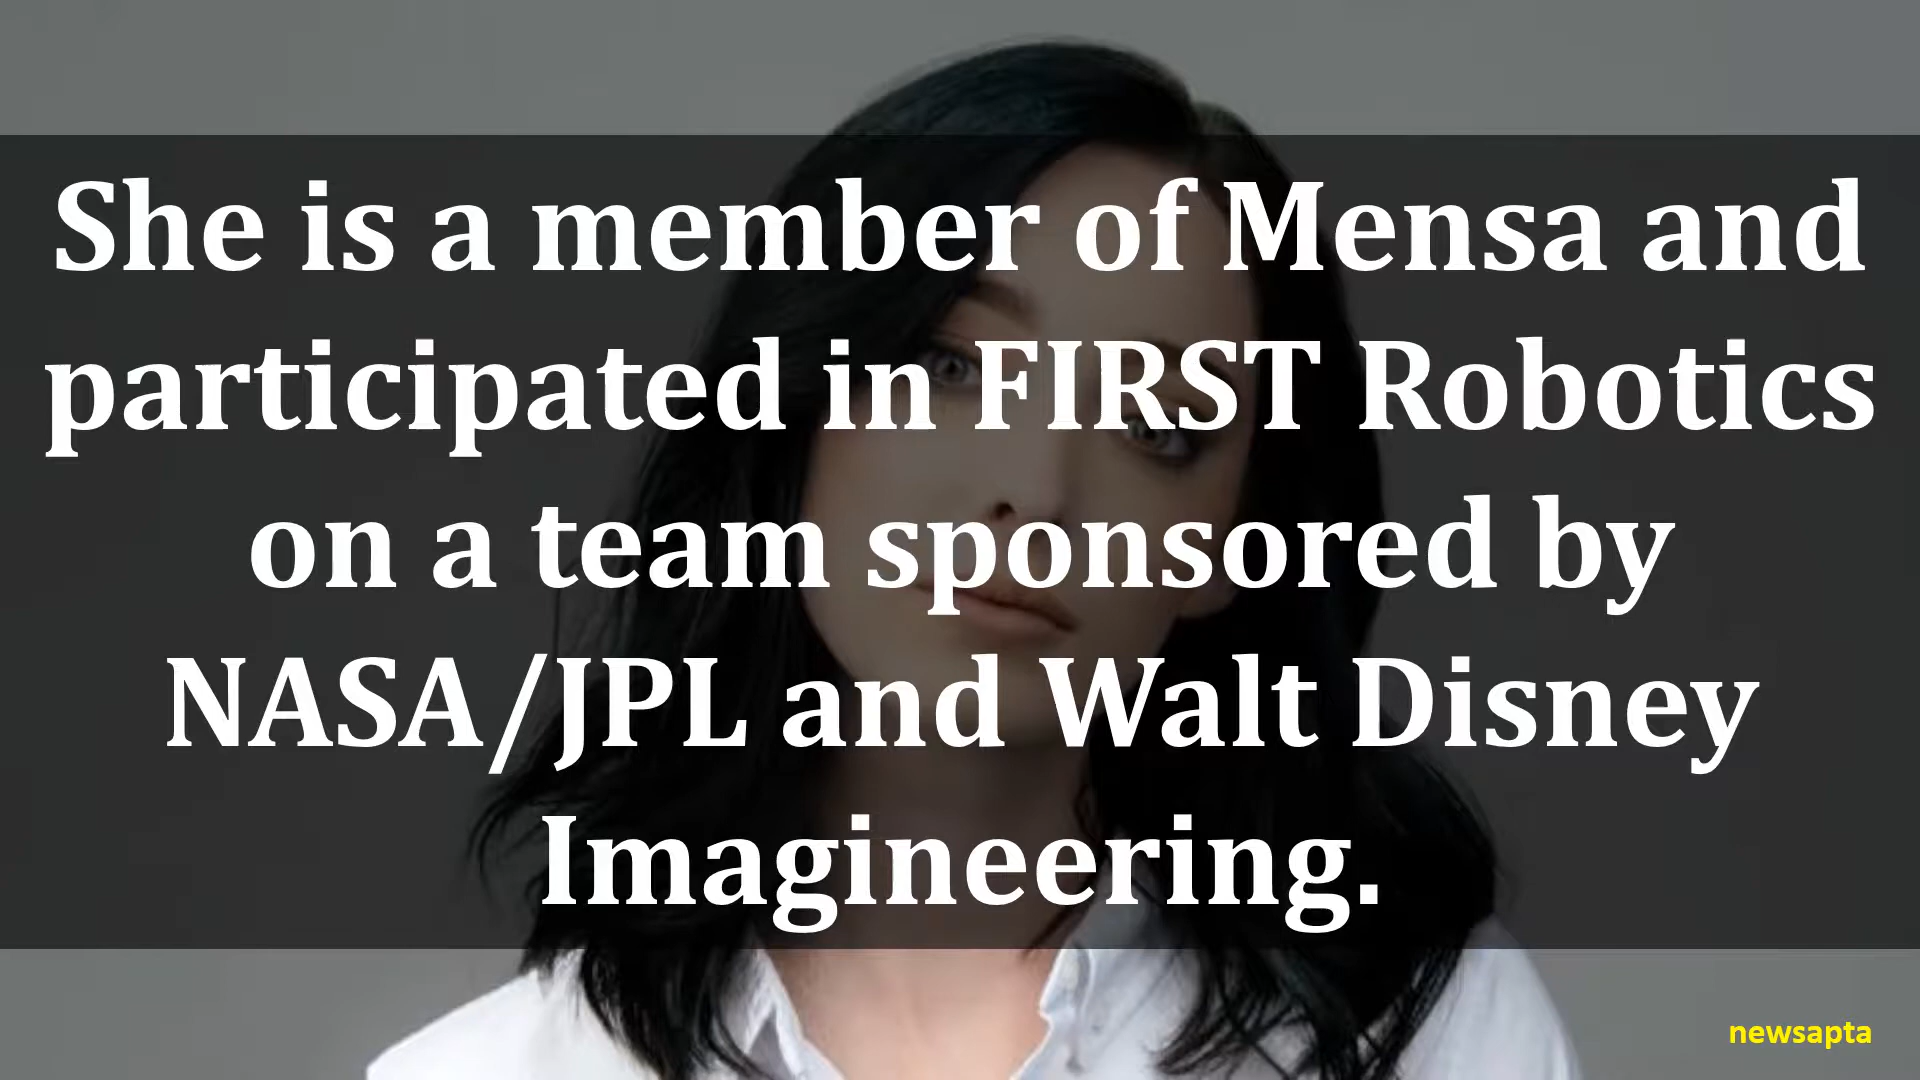 She is a member of Mensa and
participated in FIRST Robotics
on a team sponsored by
NASA/JPL and Walt Disney
Imagineering.
newsapta